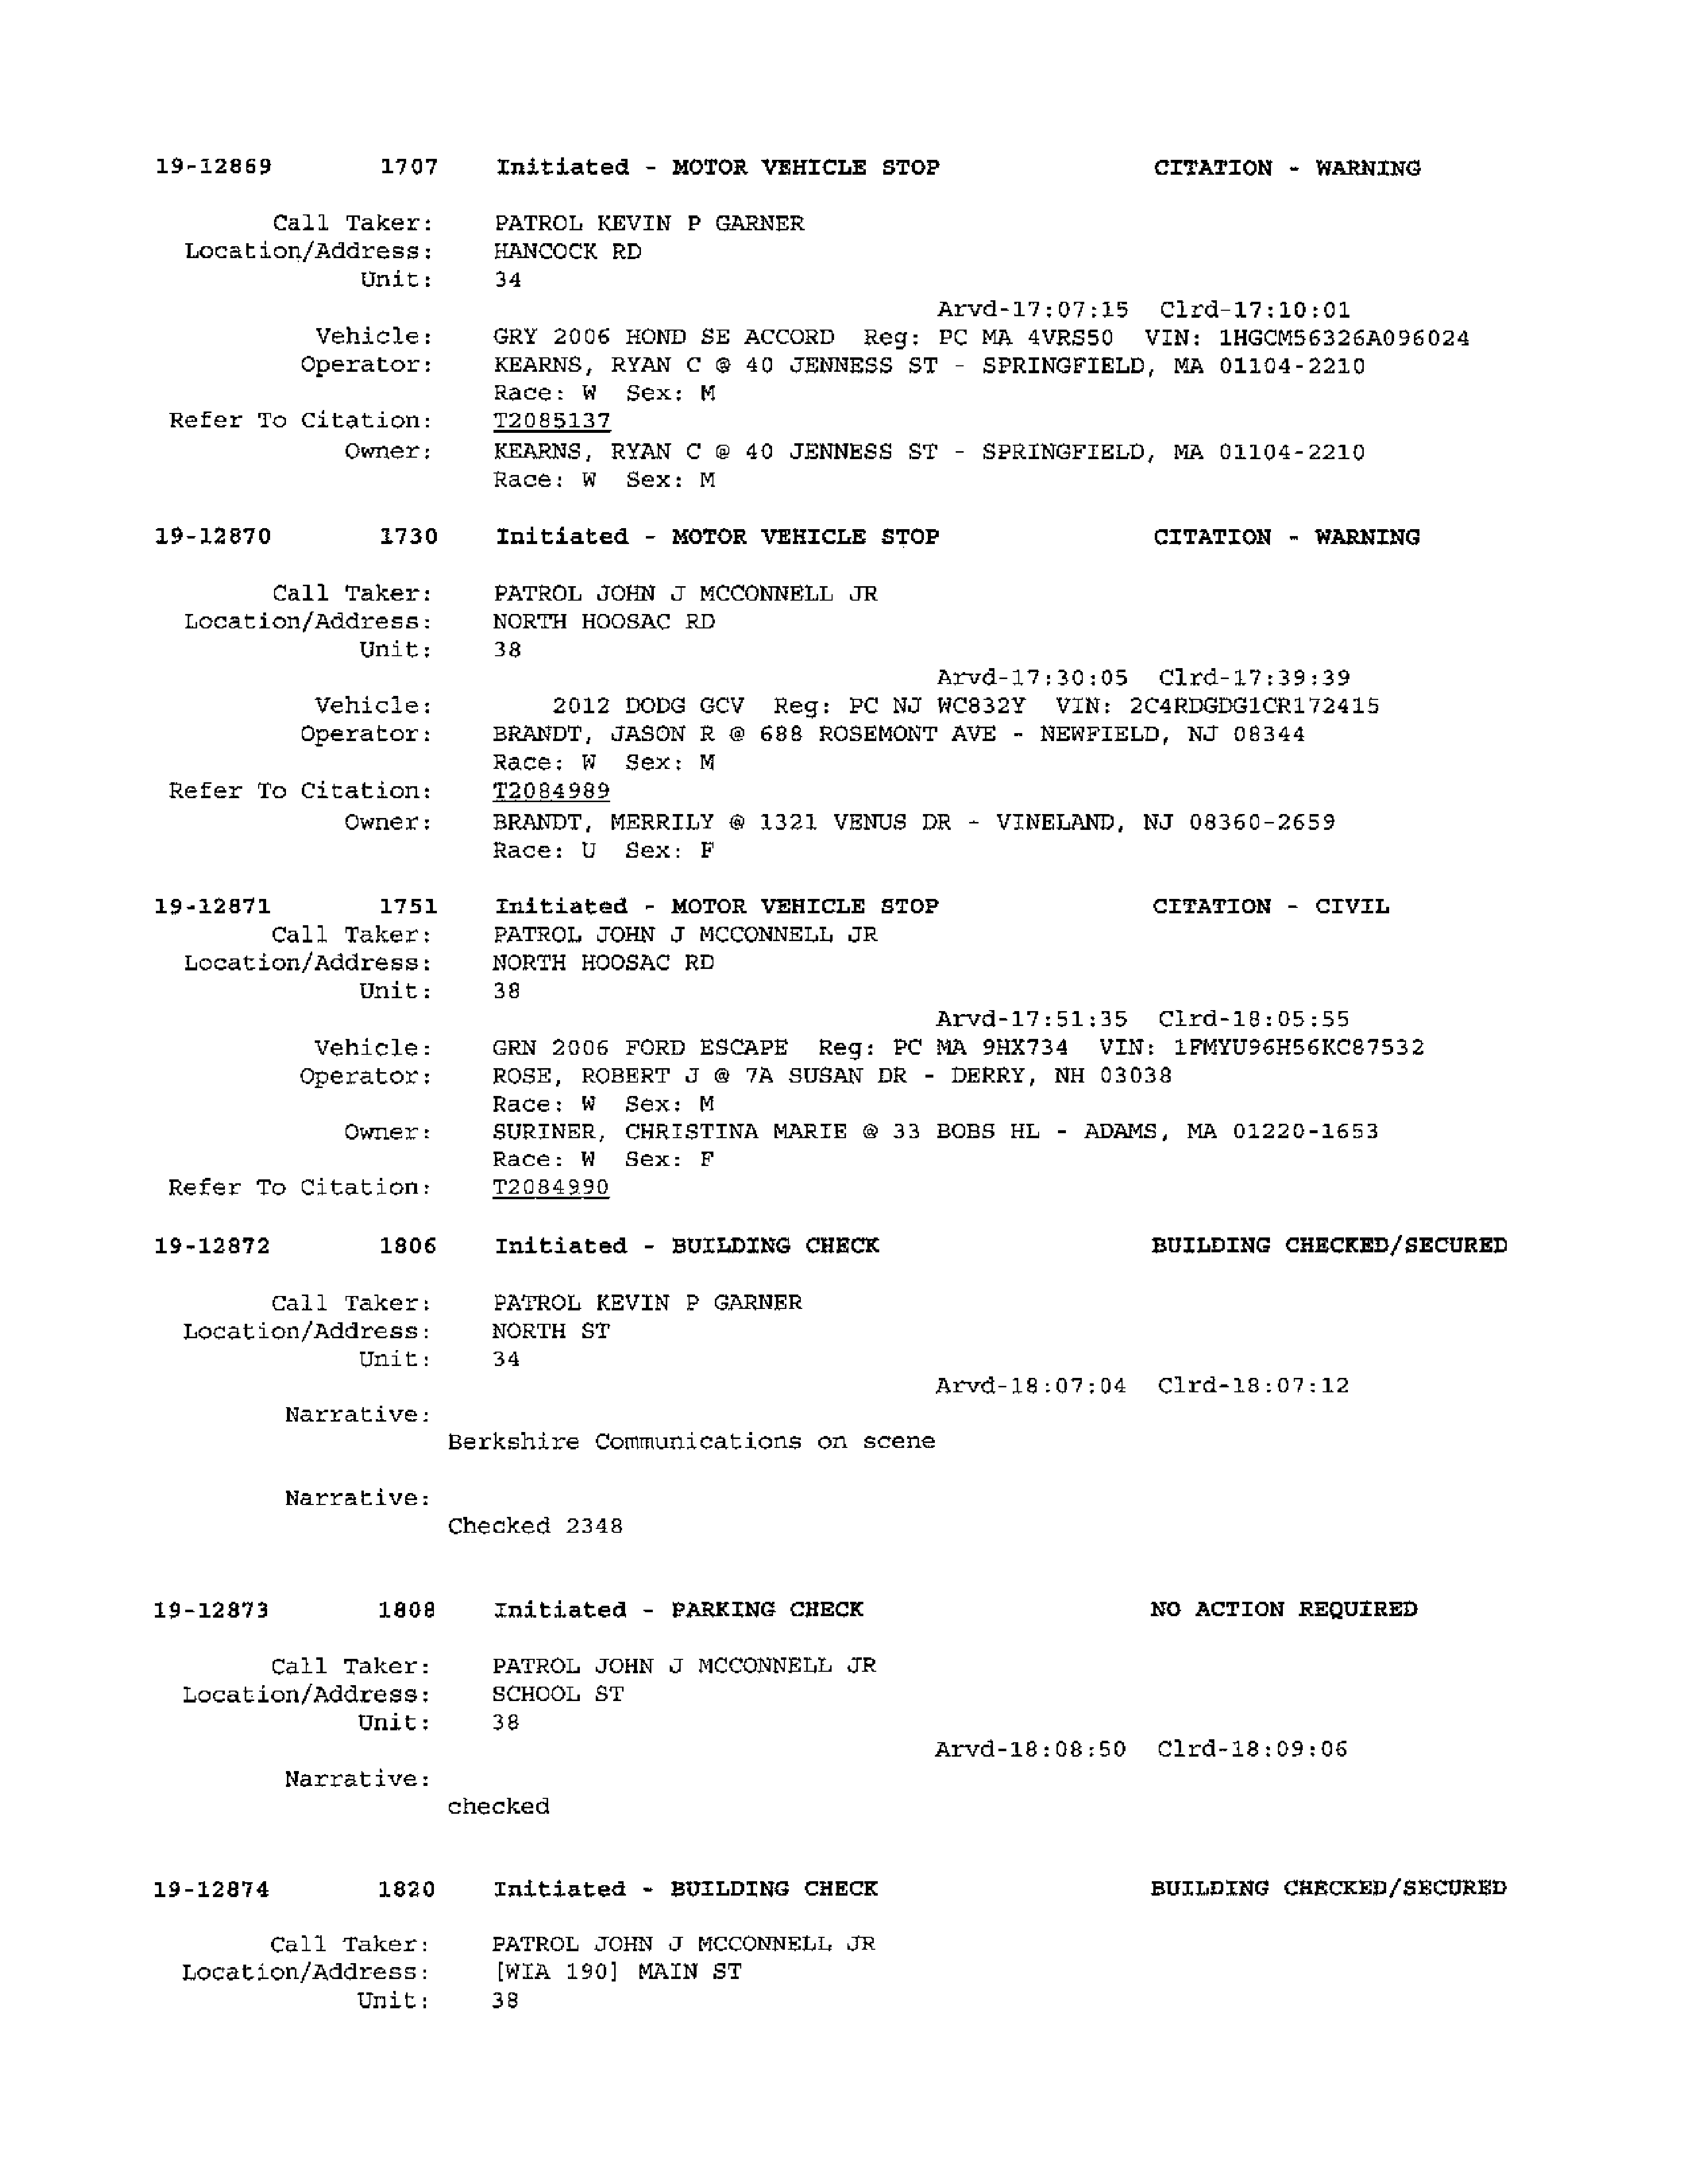 19-12869 1707 Initiated - MOTOR VEHICLE STOP CITATION - WARNING
Call Taker: PATROL KEVIN P GARNER
Location/Address: HANCOCK RD
Unit: 34
Arvd-17:07:15 Clrd-17:10:01
Vehicle: GRY 2006 HOND SE ACCORD Reg: PC MA 4VRS50 VIN: 1HGCM56326A096024
Operator: KEARNS, RYAN C @ 40 JENNESS ST - SPRINGFIELD, MA 01104-2210
Race: W Sex: M
Refer To Citation: T2085137
Owner: KEARNS, RYAN C @ 40 JENNESS ST - SPRINGFIELD, MA 01104-2210
Race: W Sex: M
19-12870 1730 Initiated - MOTOR VEHICLE STOP CITATION - WARNING
Call Taker: PATROL JOHN J MCCONNELL JR
Location/Address: NORTH HOOSAC RD
Unit: 38
Arvd-17:30:05 Clrd-17:39:39
Vehicle: 2012 DODG GCV Reg: PC NJ WC832Y VIN: 2C4RDGDG1CR172415
Operator: BRANDT, JASON R @ 688 ROSEMONT AVE - NEWFIELD, NJ 08344
Race: W Sex: M
Refer To Citation: T2084989
Owner: BRANDT, MERRILY @ 1321 VENUS DR - VINELAND, NJ 08360-2659
Race: U Sex: F
19-12871 1751 Initiated - MOTOR VEHICLE STOP CITATION - CIVIL
Call Taker: PATROL JOHN J MCCONNELL JR
Location/Address: NORTH HOOSAC RD
Unit: 38
Arvd-17:51:35 Clrd-18:05:55
Vehicle: GRN 2006 FORD ESCAPE Reg: PC MA 9HX734 VIN: 1FMYU96H56KC87532
Operator: ROSE, ROBERT J @ 7A SUSAN DR - DERRY, NH 03038
Race: W Sex: M
Owner: SURINER, CHRISTINA MARIE @ 33 BOBS HL - ADAMS, MA 01220-1653
Race: W Sex: F
Refer To Citation: T2084990
19-12872 1806 Initiated - BUILDING CHECK BUILDING CHECKED/SECURED
Call Taker: PATROL KEVIN P GARNER
Location/Address: NORTH ST
Unit: 34
Arvd-18:07:04 Clrd-18:07:12
Narrative:
Berkshire Communications on scene
Narrative:
Checked 2348
19-12873 1808 Initiated - PARKING CHECK NO ACTION REQUIRED
Call Taker: PATROL JOHN J MCCONNELL JR
Location/Address: SCHOOL ST
Unit: 38
Arvd-18:08:50 Clrd-18:09:06
Narrative:
checked
19-12874 1820 Initiated - BUILDING CHECK BUILDING CHECKED/SECURED
Call Taker: PATROL JOHN J MCCONNELL JR
Location/Address: [WIA 190] MAIN ST
Unit: 38